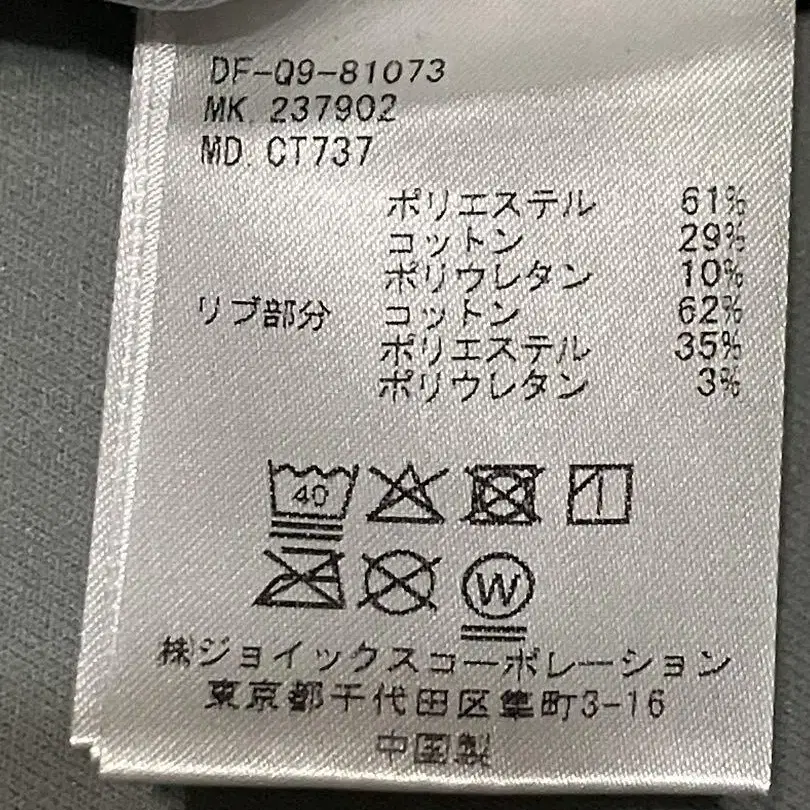 DF-Q9-81073
MK. 237902
MD. CT737
ポリエステル 61%
コットン 29%
ポリウレタン 10%
リブ部分 コットン 62%
ポリエステル 35%
ポリウレタン 3%
40
W
㈱ジョイックスコーポレーション
東京都千代田区隼町3-16
中国製